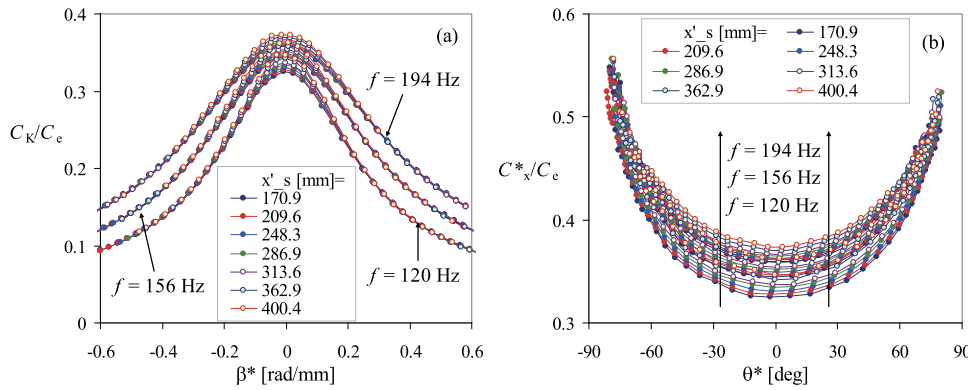 0.4
0.3
0.2
0.1
0
C_K/C_e
(a)
f = 194 Hz
f = 156 Hz
f = 120 Hz
x'_s [mm]=
170.9
209.6
248.3
286.9
313.6
362.9
400.4
-0.6 -0.4 -0.2 0 0.2 0.4 0.6
β* [rad/mm]
0.6
0.5
0.4
0.3
C*_x/C_e
(b)
x'_s [mm]= 170.9
209.6 248.3
286.9 313.6
362.9 400.4
f = 194 Hz
f = 156 Hz
f = 120 Hz
-90 -60 -30 0 30 60 90
θ* [deg]